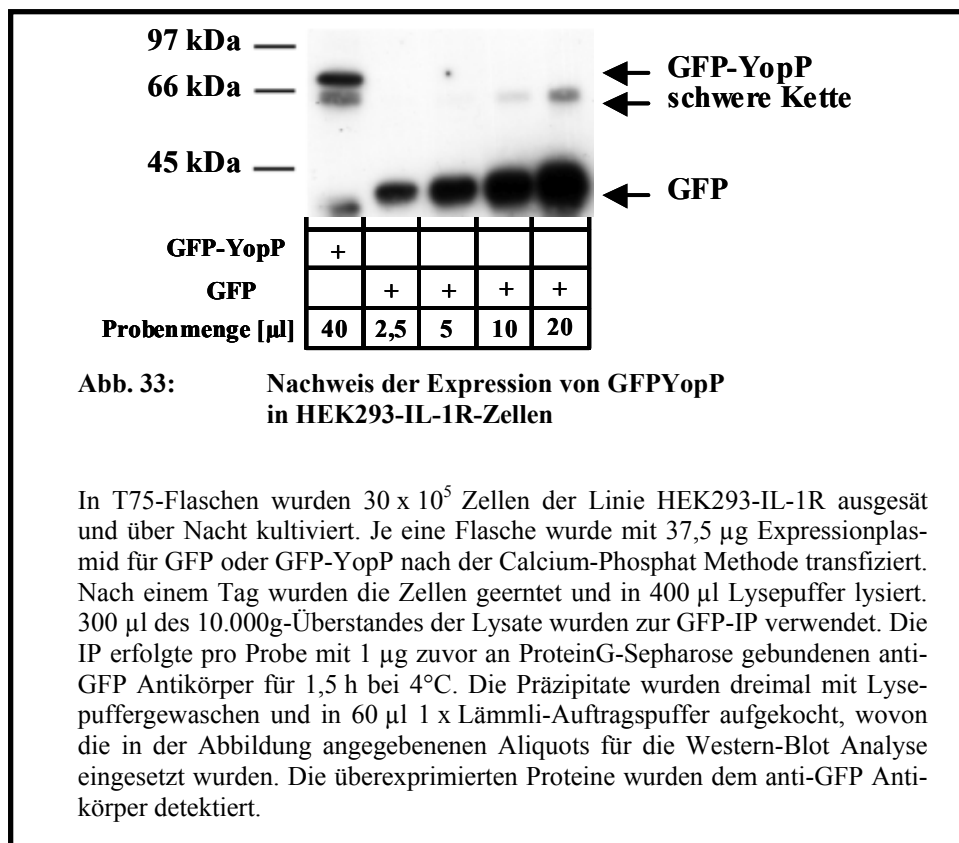 97 kDa
66 kDa
45 kDa
GFP-YopP
schwere Kette
GFP
GFP-YopP +
GFP + + + +
Probenmenge [µl] 40 2,5 5 10 20
Abb. 33: Nachweis der Expression von GFPYopP
in HEK293-IL-1R-Zellen
In T75-Flaschen wurden 30 x 10⁵ Zellen der Linie HEK293-IL-1R ausgesät
und über Nacht kultiviert. Je eine Flasche wurde mit 37,5 µg Expressionplas-
mid für GFP oder GFP-YopP nach der Calcium-Phosphat Methode transfiziert.
Nach einem Tag wurden die Zellen geerntet und in 400 µl Lysepuffer lysiert.
300 µl des 10.000g-Überstandes der Lysate wurden zur GFP-IP verwendet. Die
IP erfolgte pro Probe mit 1 µg zuvor an ProteinG-Sepharose gebundenen anti-
GFP Antikörper für 1,5 h bei 4°C. Die Präzipitate wurden dreimal mit Lyse-
puffergewaschen und in 60 µl 1 x Lämmli-Auftragspuffer aufgekocht, wovon
die in der Abbildung angegebenenen Aliquots für die Western-Blot Analyse
eingesetzt wurden. Die überexprimierten Proteine wurden dem anti-GFP Anti-
körper detektiert.